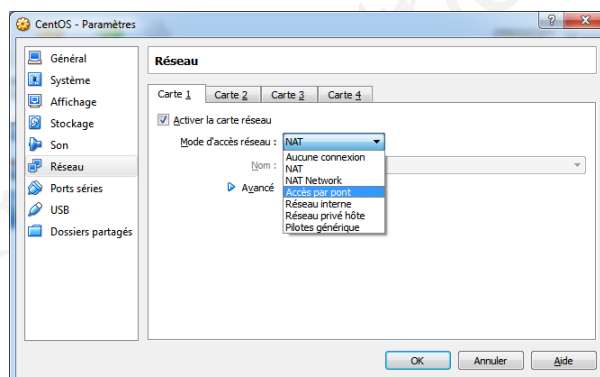 CentOS - Paramètres
Général
Système
Affichage
Stockage
Son
Réseau
Ports séries
USB
Dossiers partagés
Réseau
Carte 1 Carte 2 Carte 3 Carte 4
Activer la carte réseau
Mode d'accès réseau : NAT
Aucune connexion
NAT
NAT Network
Accès par pont
Réseau interne
Réseau privé hôte
Pilotes générique
Nom :
Avancé
OK Annuler Aide